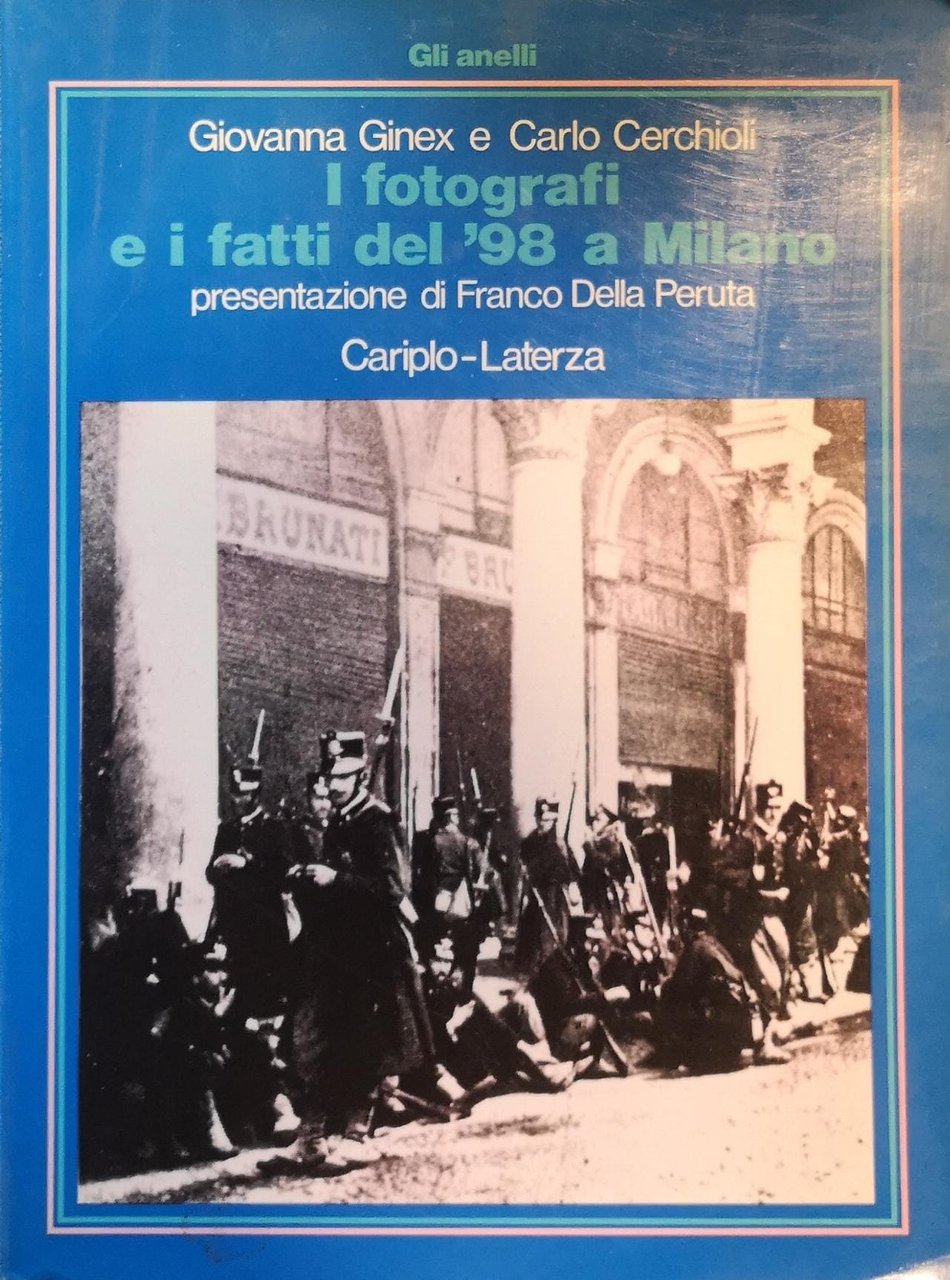 Gli anelli
Giovanna Ginex e Carlo Cerchioli
I fotografi
e i fatti del '98 a Milano
presentazione di Franco Della Peruta
Cariplo-Laterza
BRUNATI